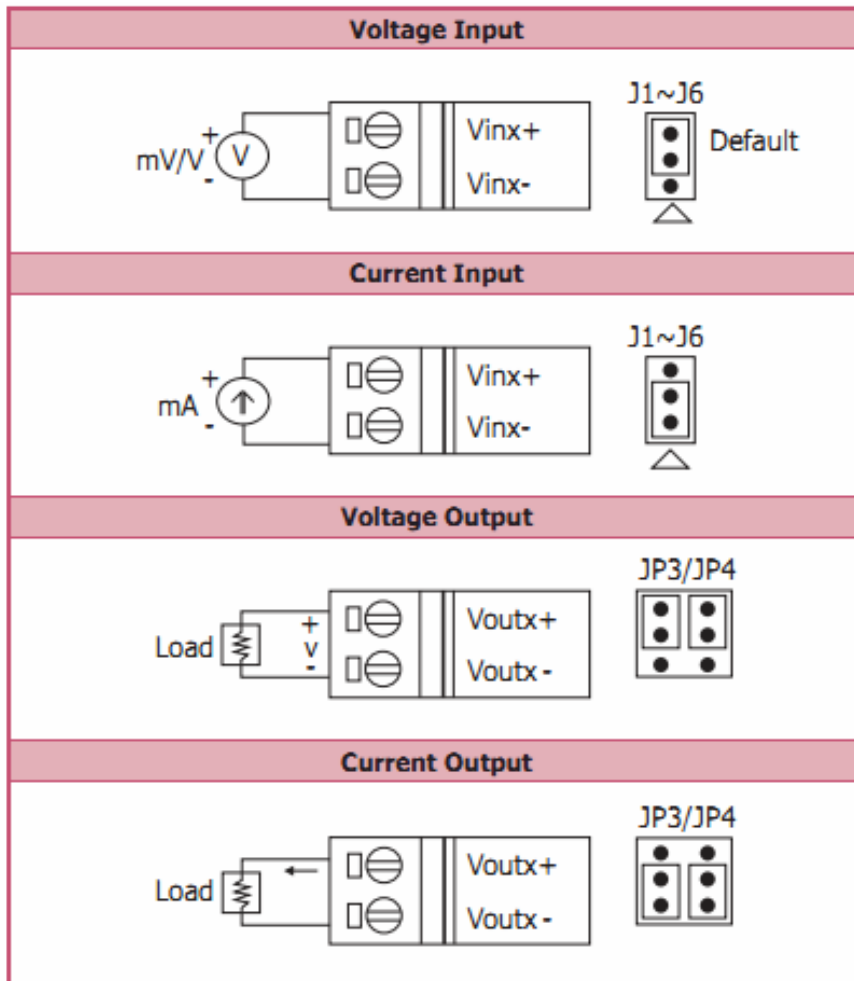 Voltage Input
J1~J6
mV/V
+
-
V
Vinx+
Vinx-
Default
Current Input
J1~J6
mA
+
-
Vinx+
Vinx-
Voltage Output
JP3/JP4
Load
+
V
-
Voutx+
Voutx -
Current Output
JP3/JP4
Load
Voutx+
Voutx -